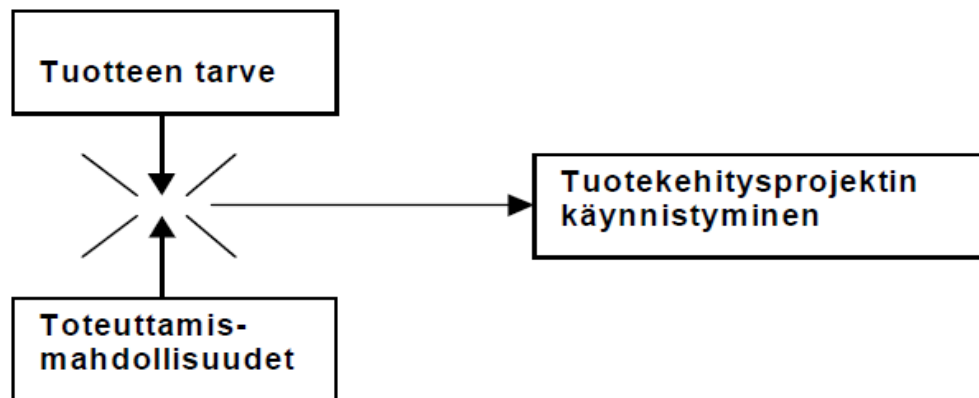 Tuotteen tarve
Tuotekehitysprojektin
käynnistyminen
Toteuttamis-
mahdollisuudet